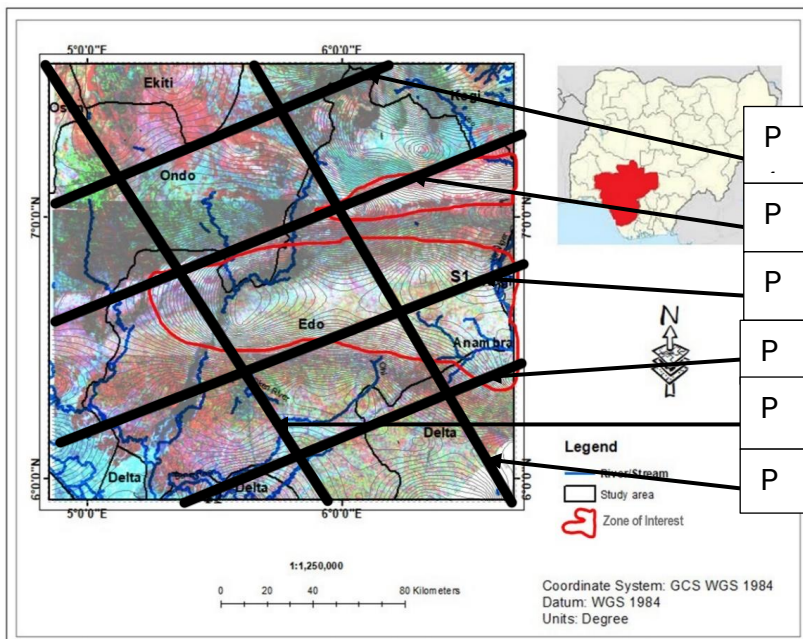 5°0'0"E
6°0'0"E
Ekiti
Kogi
Ondo
7°0'0"N
7°0'0"N
S1
Edo
Anambra
Delta
Delta
Delta
6°0'0"N
6°0'0"N
5°0'0"E
6°0'0"E
P
P
P
P
P
P
N
Legend
River/Stream
Study area
Zone of Interest
1:1,250,000
0 20 40 80 Kilometers
Coordinate System: GCS WGS 1984
Datum: WGS 1984
Units: Degree